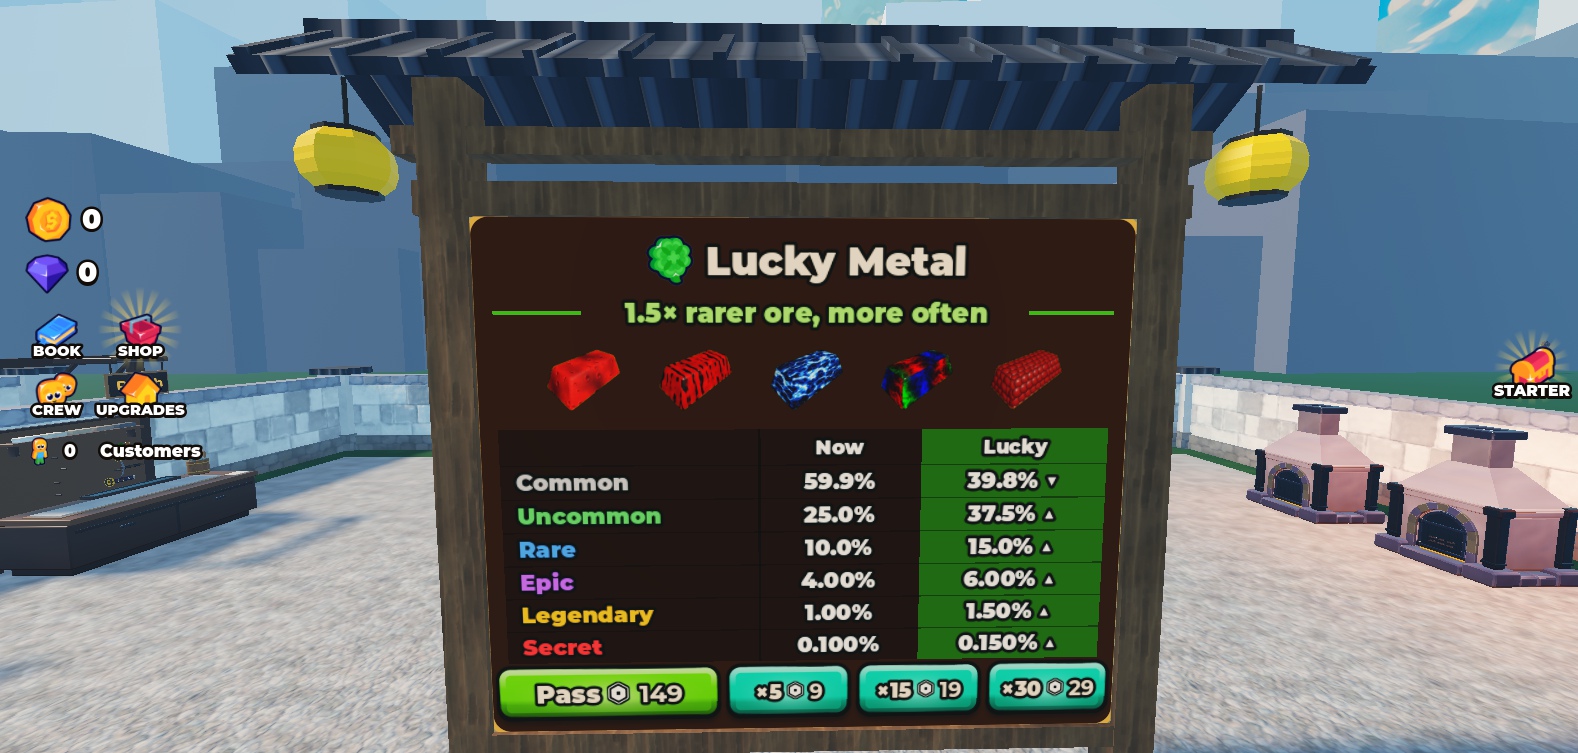 Lucky Metal
1.5× rarer ore, more often
Now Lucky
Common 59.9% 39.8% ▼
Uncommon 25.0% 37.5% ▲
Rare 10.0% 15.0% ▲
Epic 4.00% 6.00% ▲
Legendary 1.00% 1.50% ▲
Secret 0.100% 0.150% ▲
Pass 149
×5 9
×15 19
×30 29
0
0
BOOK SHOP
CREW UPGRADES
0 Customers
STARTER